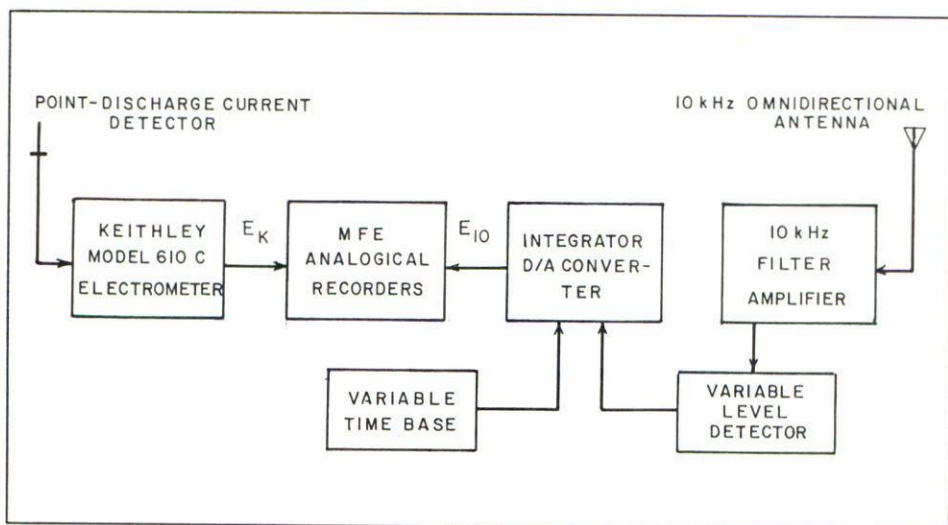 POINT-DISCHARGE CURRENT
DETECTOR
10 kHz OMNIDIRECTIONAL
ANTENNA
KEITHLEY
MODEL 610 C
ELECTROMETER
E_K
MFE
ANALOGICAL
RECORDERS
E_10
INTEGRATOR
D/A CONVER-
TER
10 kHz
FILTER
AMPLIFIER
VARIABLE
TIME BASE
VARIABLE
LEVEL
DETECTOR